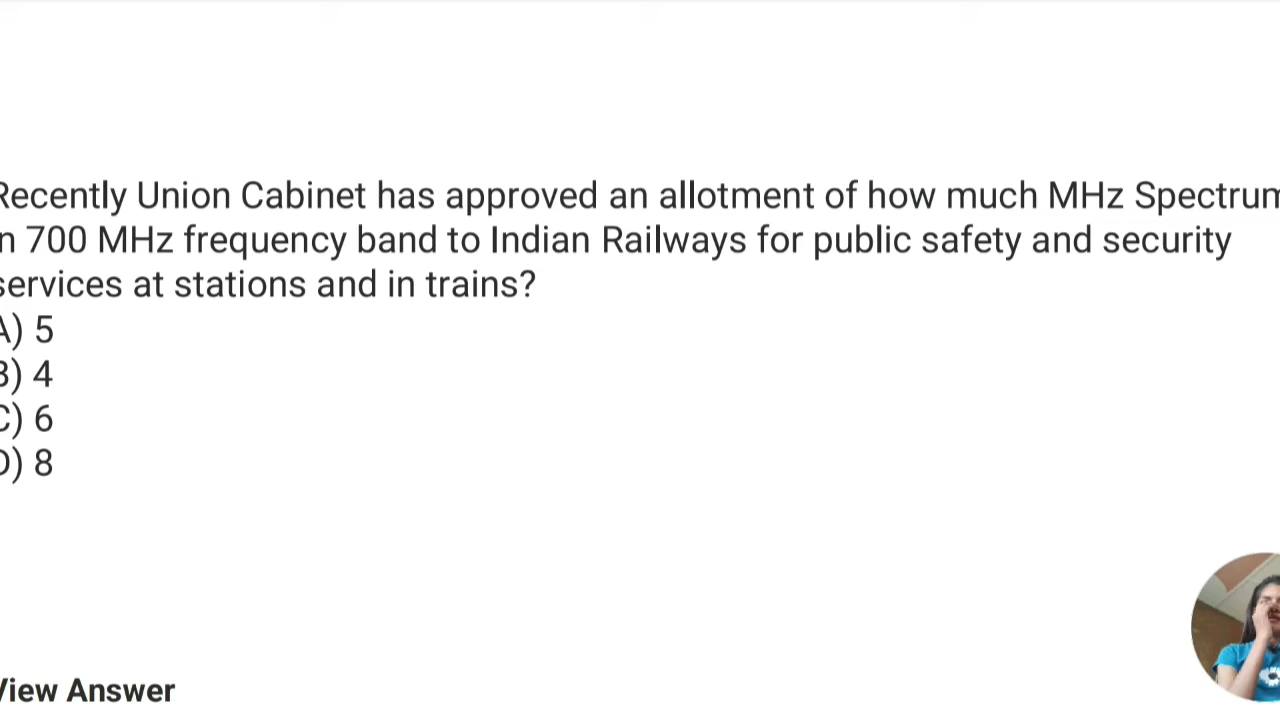 Recently Union Cabinet has approved an allotment of how much MHz Spectrum
n 700 MHz frequency band to Indian Railways for public safety and security
services at stations and in trains?
A) 5
B) 4
C) 6
D) 8
View Answer